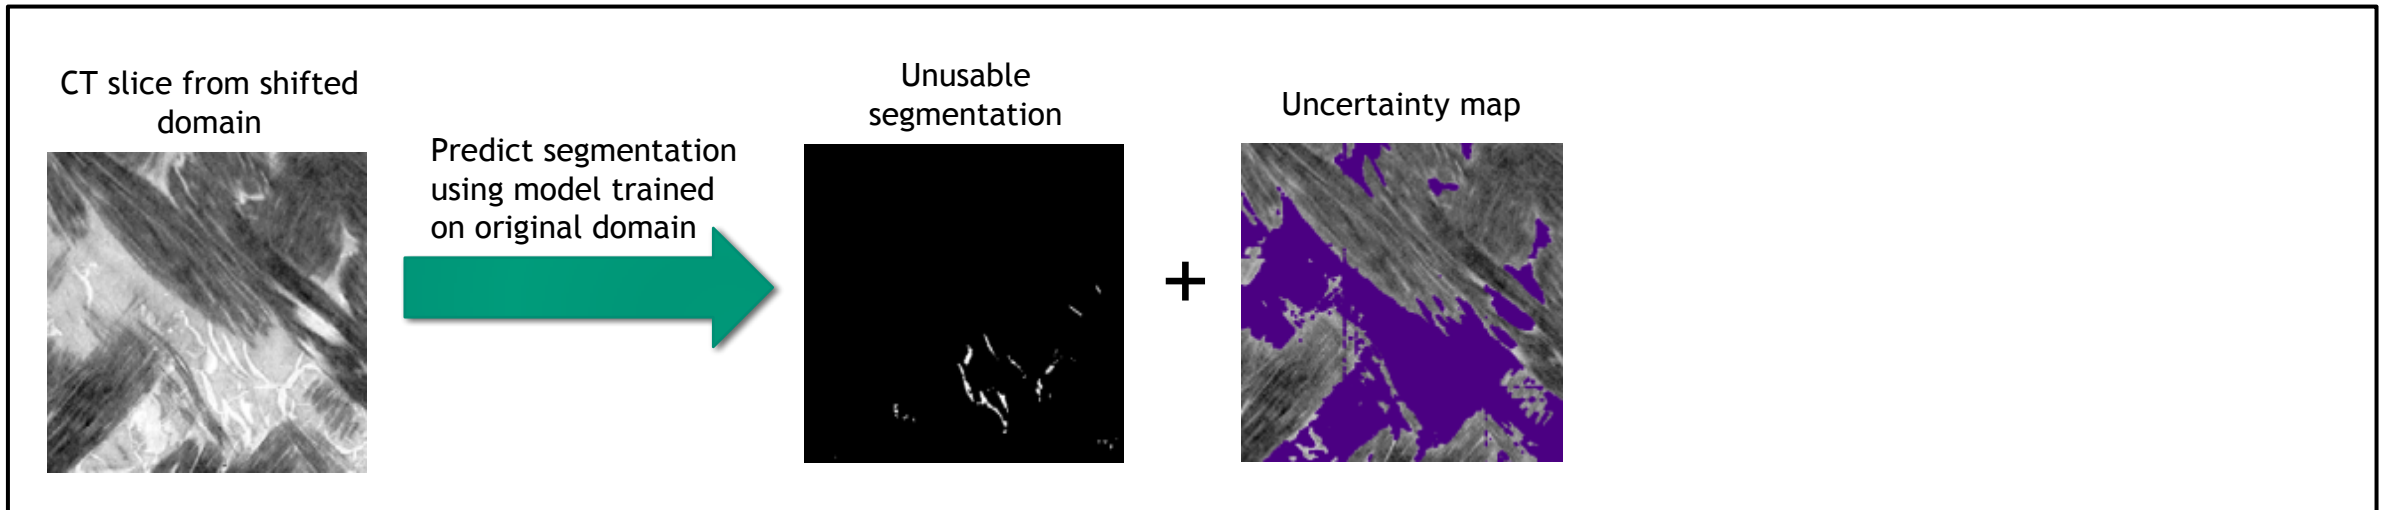 CT slice from shifted
domain
Predict segmentation
using model trained
on original domain
Unusable
segmentation
+
Uncertainty map